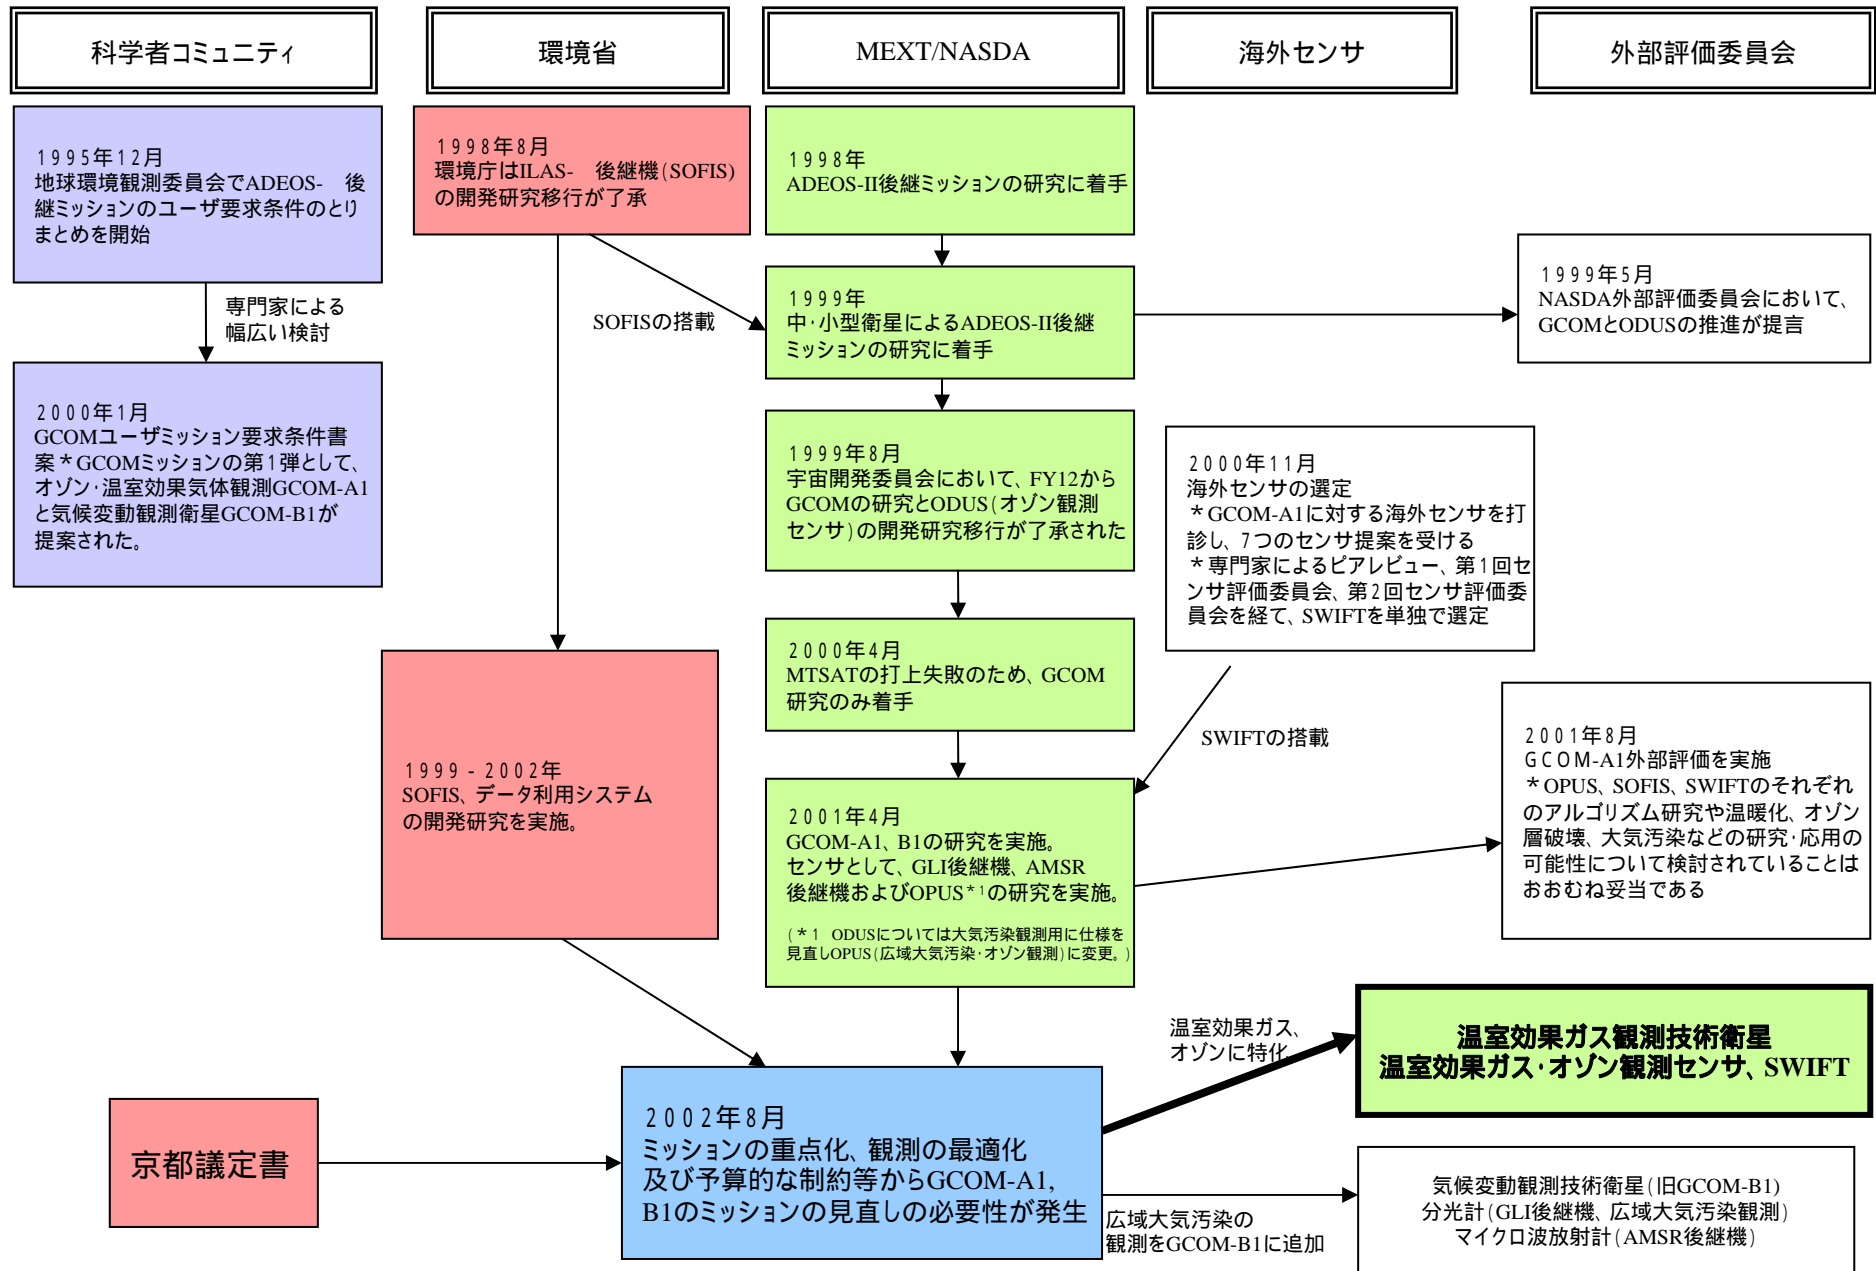 科学者コミュニティ
環境省
MEXT/NASDA
海外センサ
外部評価委員会
1995年12月
地球環境観測委員会でADEOS-　後
継ミッションのユーザ要求条件のとり
まとめを開始
専門家による
幅広い検討
2000年1月
GCOMユーザミッション要求条件書
案＊GCOMミッションの第1弾として、
オゾン・温室効果気体観測GCOM-A1
と気候変動観測衛星GCOM-B1が
提案された。
1998年8月
環境庁はILAS-　後継機(SOFIS)
の開発研究移行が了承
SOFISの搭載
1999 - 2002年
SOFIS、データ利用システム
の開発研究を実施。
1998年
ADEOS-II後継ミッションの研究に着手
1999年
中・小型衛星によるADEOS-II後継
ミッションの研究に着手
1999年8月
宇宙開発委員会において、FY12から
GCOMの研究とODUS(オゾン観測
センサ)の開発研究移行が了承された
2000年4月
MTSATの打上失敗のため、GCOM
研究のみ着手
2001年4月
GCOM-A1、B1の研究を実施。
センサとして、GLI後継機、AMSR
後継機およびOPUS*1の研究を実施。
(＊1　ODUSについては大気汚染観測用に仕様を
見直しOPUS(広域大気汚染・オゾン観測)に変更。)
2000年11月
海外センサの選定
＊GCOM-A1に対する海外センサを打
診し、7つのセンサ提案を受ける
＊専門家によるピアレビュー、第1回セ
ンサ評価委員会、第2回センサ評価委
員会を経て、SWIFTを単独で選定
SWIFTの搭載
1999年5月
NASDA外部評価委員会において、
GCOMとODUSの推進が提言
2001年8月
GCOM-A1外部評価を実施
＊OPUS、SOFIS、SWIFTのそれぞれ
のアルゴリズム研究や温暖化、オゾン
層破壊、大気汚染などの研究・応用の
可能性について検討されていることは
おおむね妥当である
京都議定書
2002年8月
ミッションの重点化、観測の最適化
及び予算的な制約等からGCOM-A1,
B1のミッションの見直しの必要性が発生
温室効果ガス、
オゾンに特化
温室効果ガス観測技術衛星
温室効果ガス・オゾン観測センサ、SWIFT
広域大気汚染の
観測をGCOM-B1に追加
気候変動観測技術衛星(旧GCOM-B1)
分光計(GLI後継機、広域大気汚染観測)
マイクロ波放射計(AMSR後継機)